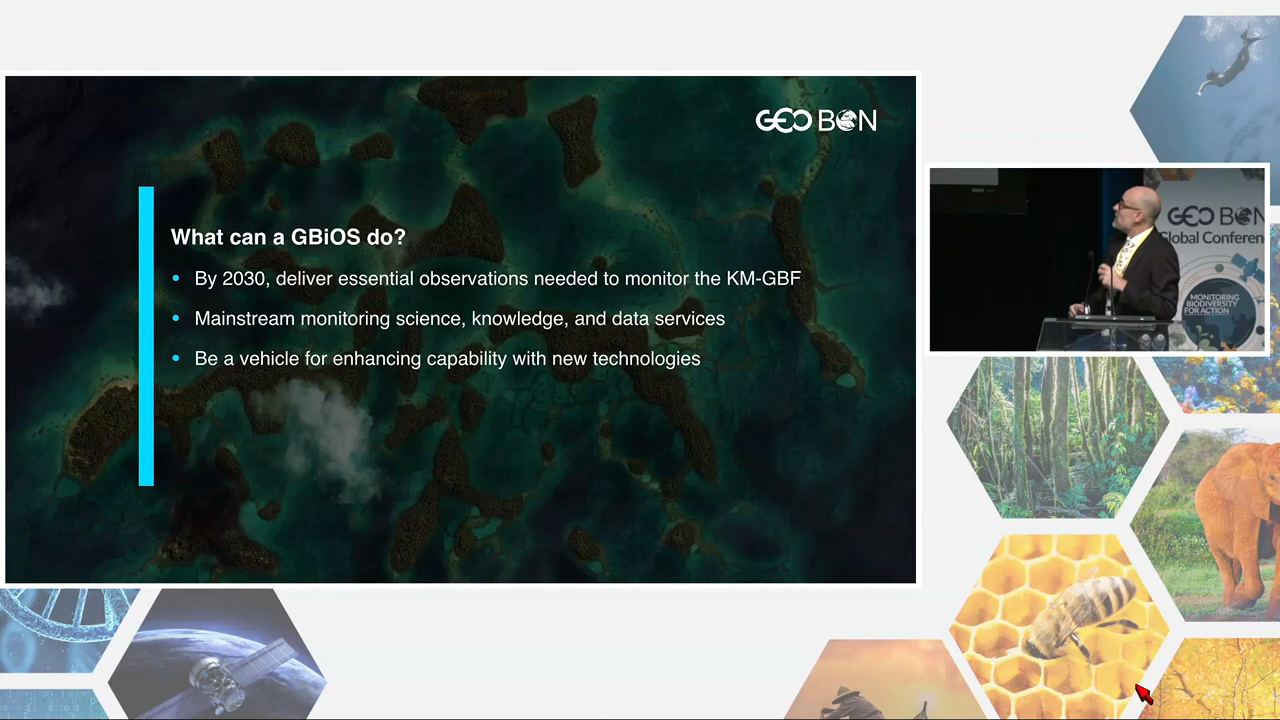 GEO BON
What can a GBiOS do?
• By 2030, deliver essential observations needed to monitor the KM-GBF
• Mainstream monitoring science, knowledge, and data services
• Be a vehicle for enhancing capability with new technologies
GEO BON
Global Conferen
MONITORING
BIODIVERSITY
FOR ACTION